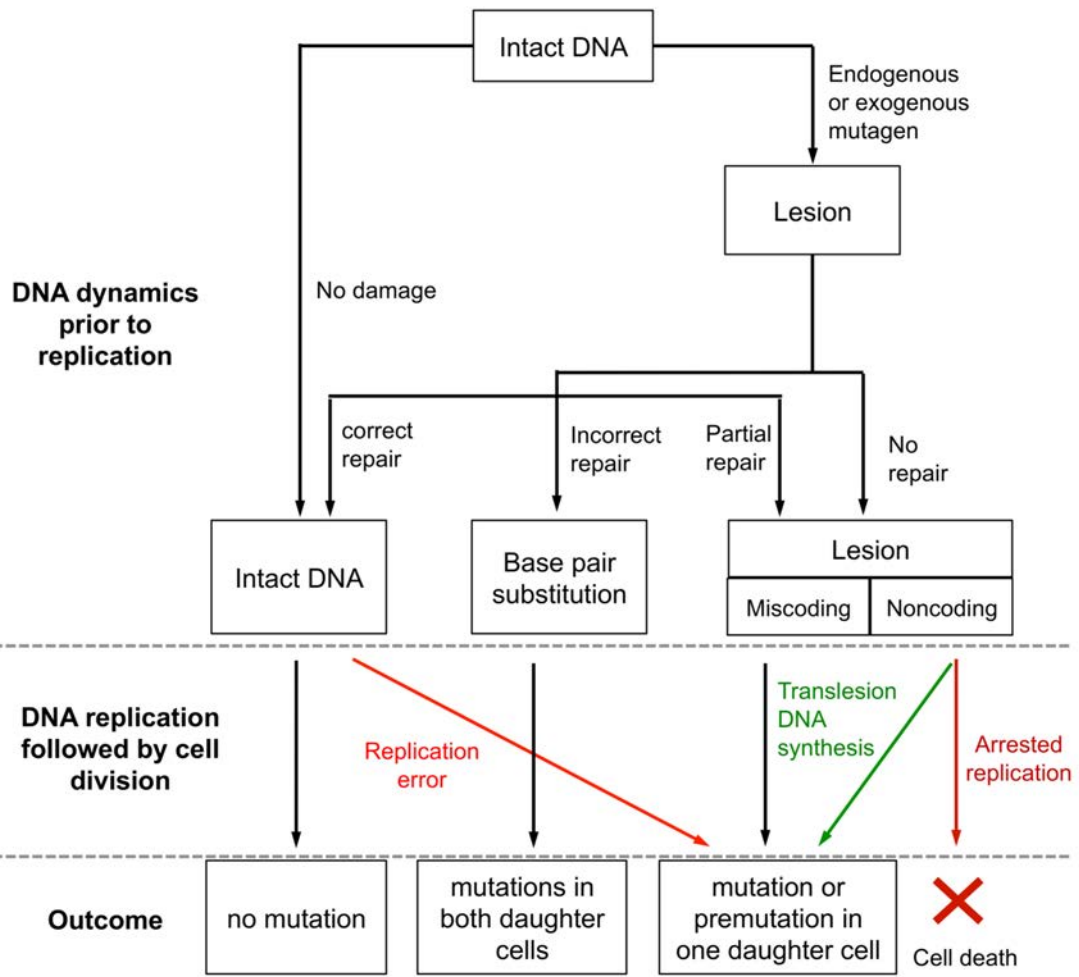 Intact DNA
Endogenous
or exogenous
mutagen
Lesion
DNA dynamics
prior to
replication
No damage
correct
repair
Incorrect
repair
Partial
repair
No
repair
Intact DNA
Base pair
substitution
Lesion
Miscoding
Noncoding
DNA replication
followed by cell
division
Replication
error
Translesion
DNA
synthesis
Arrested
replication
Outcome
no mutation
mutations in
both daughter
cells
mutation or
premutation in
one daughter cell
Cell death